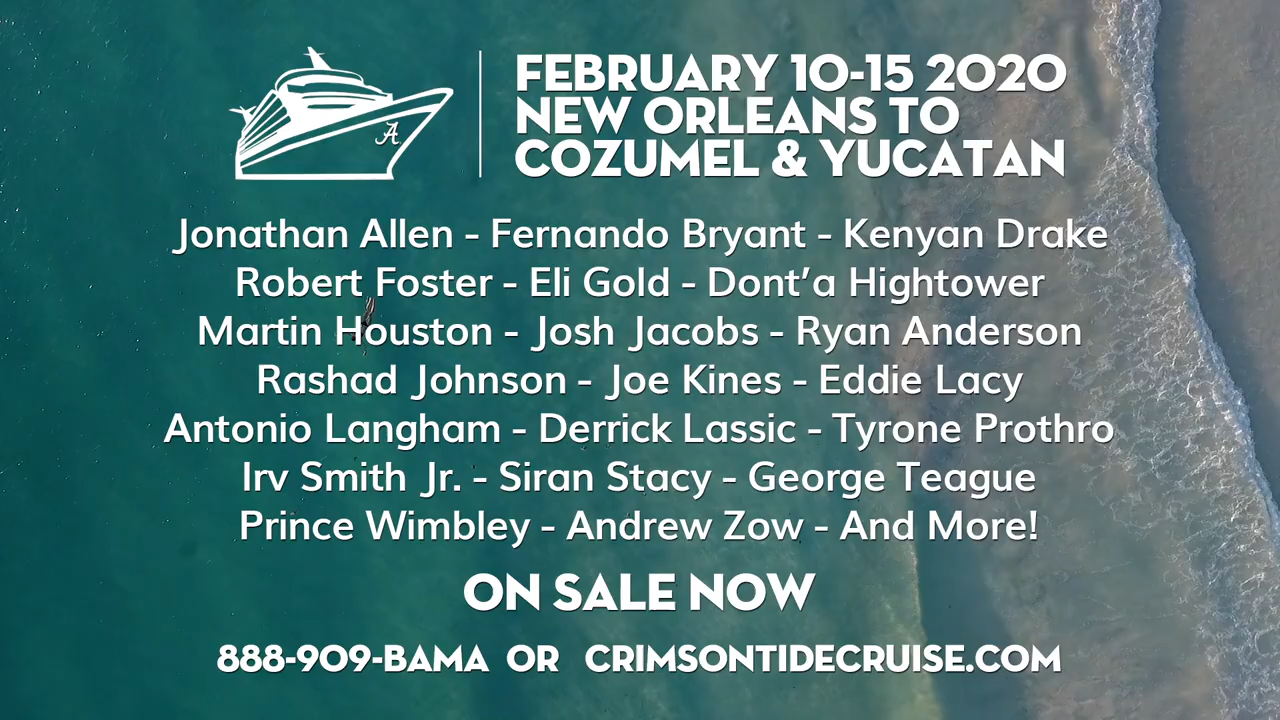 FEBRUARY 10-15 2020
NEW ORLEANS TO
COZUMEL & YUCATAN
A
Jonathan Allen - Fernando Bryant - Kenyan Drake
Robert Foster - Eli Gold - Dont'a Hightower
Martin Houston - Josh Jacobs - Ryan Anderson
Rashad Johnson - Joe Kines - Eddie Lacy
Antonio Langham - Derrick Lassic - Tyrone Prothro
Irv Smith Jr. - Siran Stacy - George Teague
Prince Wimbley - Andrew Zow - And More!
ON SALE NOW
888-909-BAMA OR CRIMSONTIDECRUISE.COM